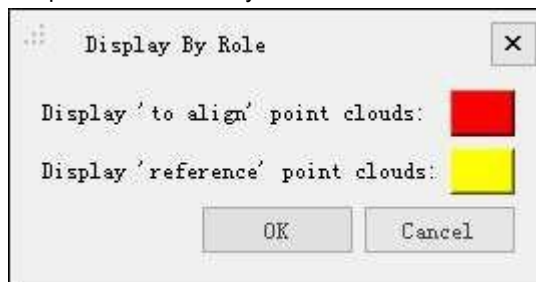 Display By Role
Display 'to align' point clouds:
Display 'reference' point clouds:
OK
Cancel